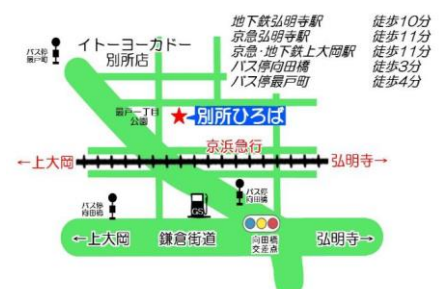 地下鉄弘明寺駅 徒歩10分
京急弘明寺駅 徒歩11分
京急・地下鉄上大岡駅 徒歩11分
バス停向田橋 徒歩3分
バス停最戸町 徒歩4分
バス停
最戸町
イトーヨーカドー
別所店
最戸一丁目
公園
★別所ひろば
京浜急行
←上大岡
弘明寺→
バス停
向田橋
バス停
向田橋
GS
←上大岡
鎌倉街道
向田橋
交差点
弘明寺→